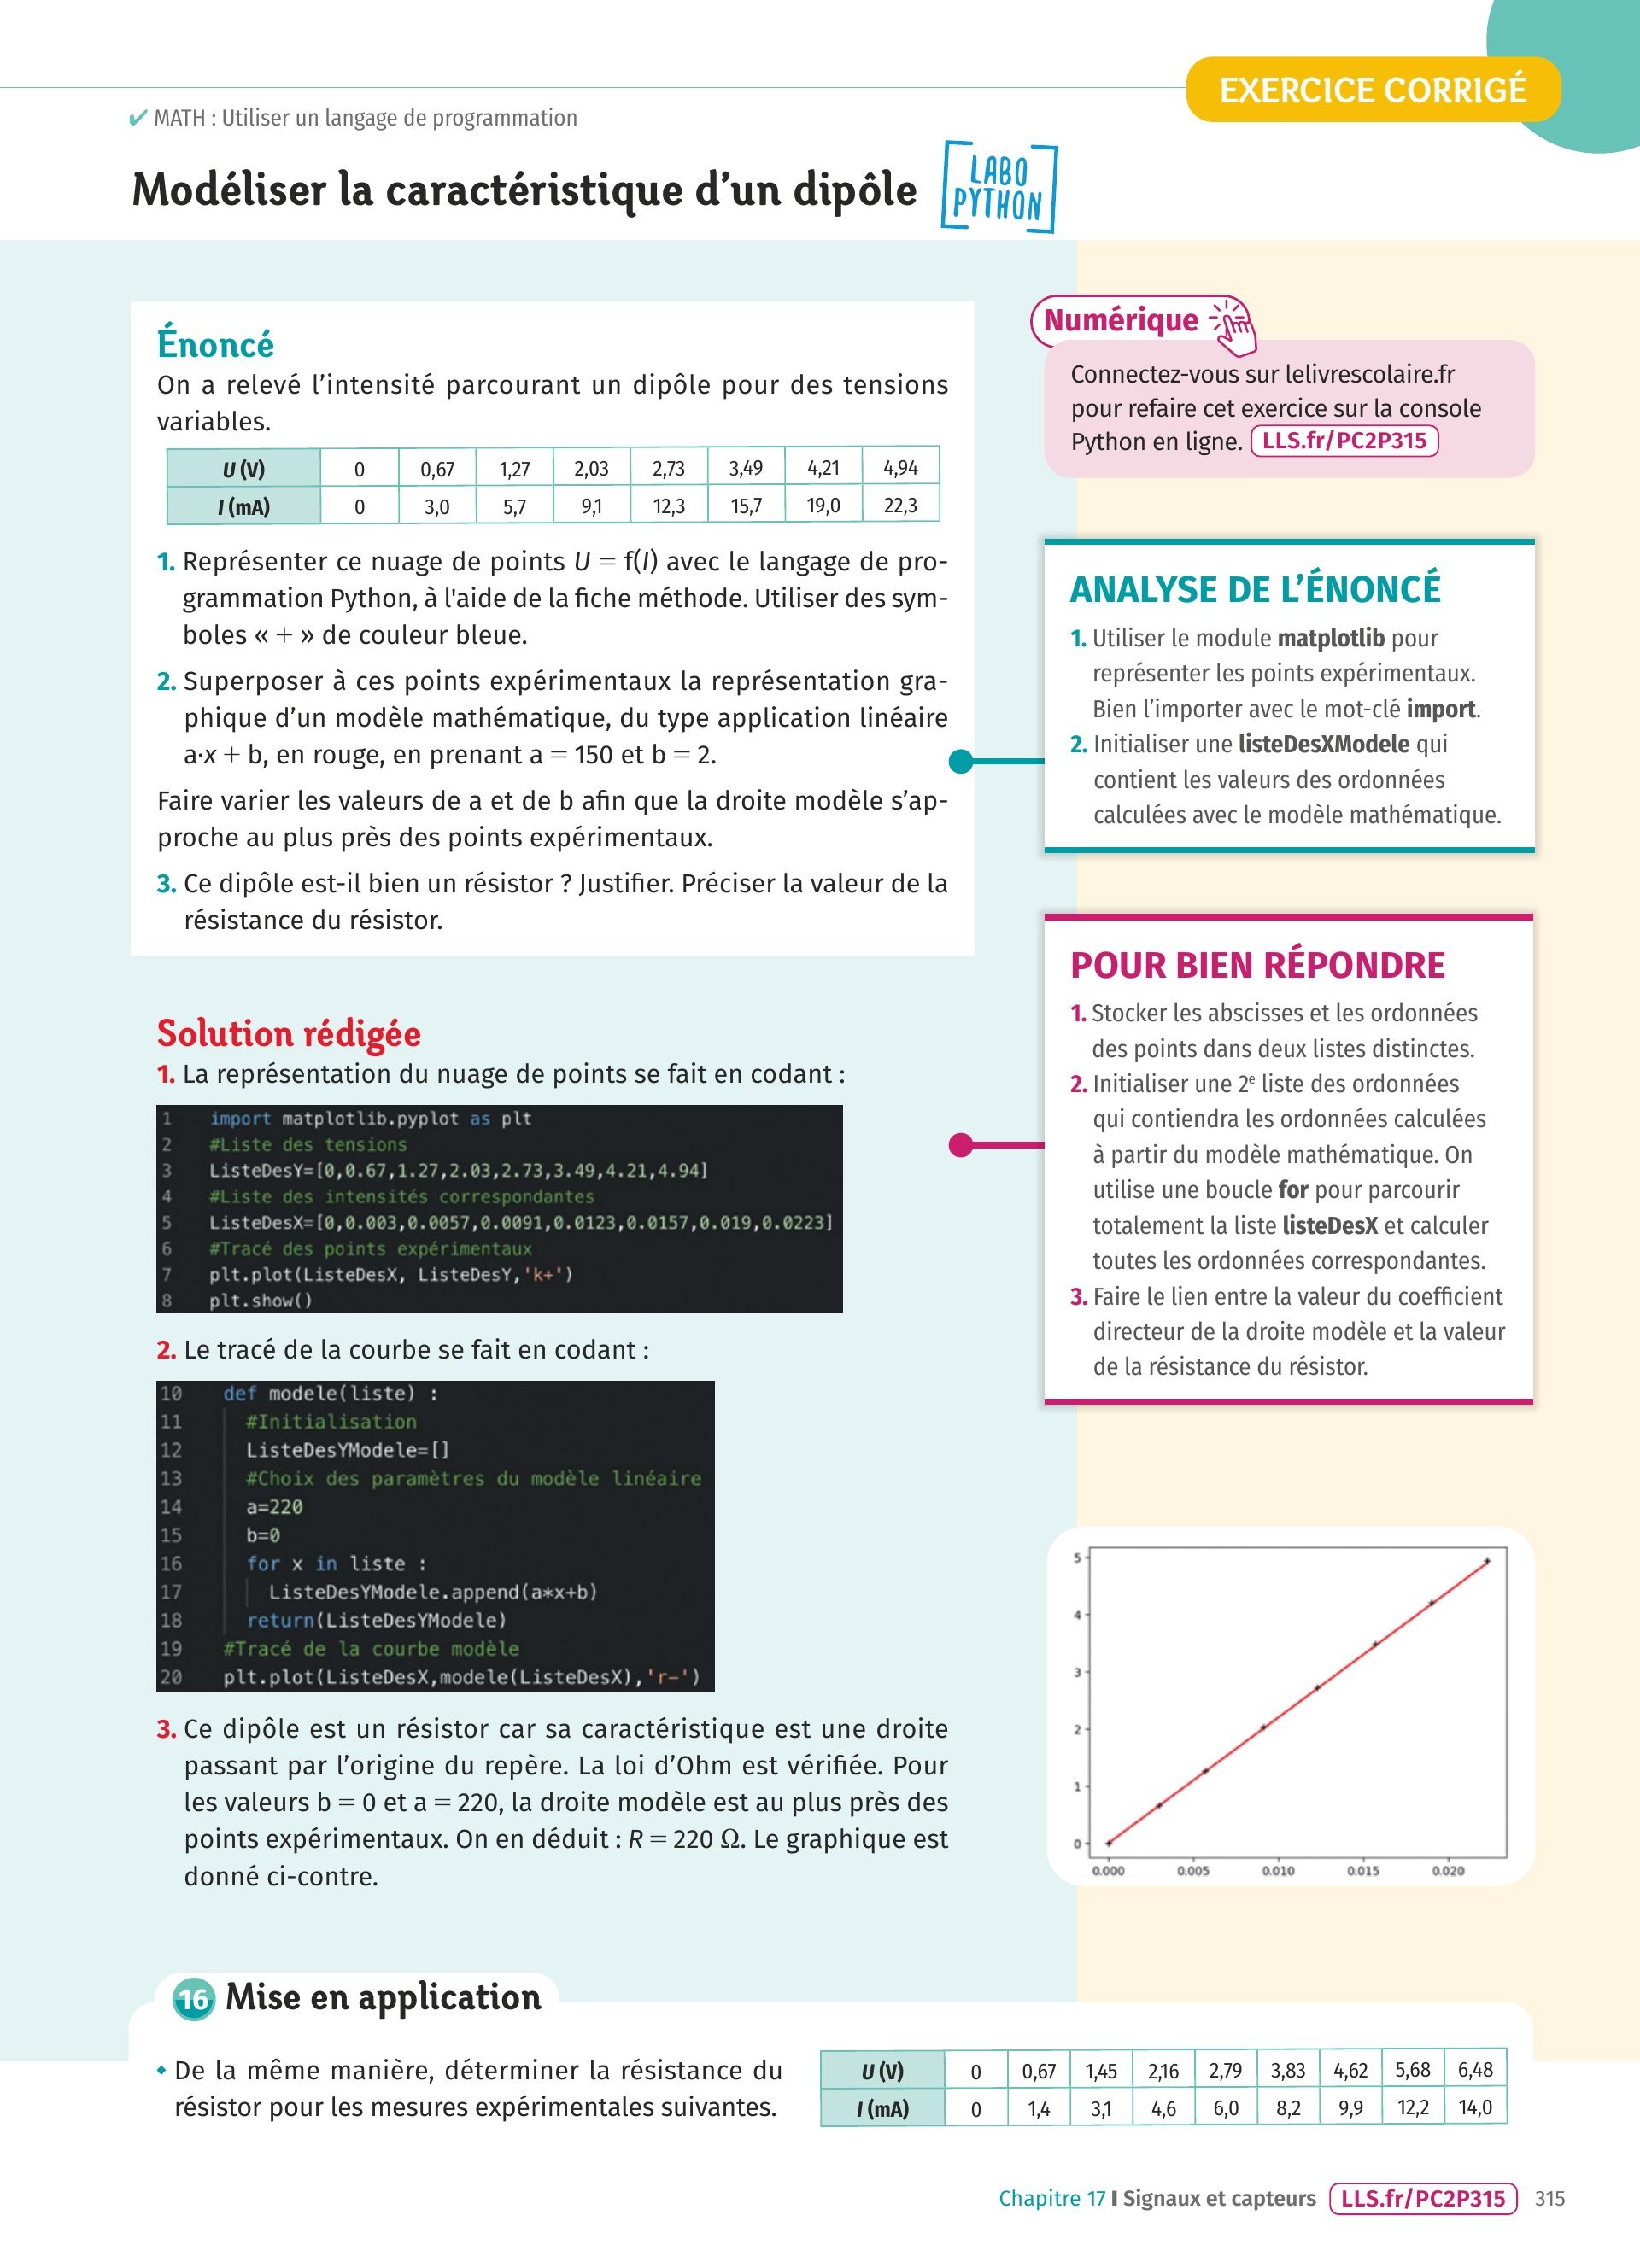 EXERCICE CORRIGÉ
✔ MATH : Utiliser un langage de programmation
Modéliser la caractéristique d’un dipôle
LABO
PYTHON
Énoncé
On a relevé l’intensité parcourant un dipôle pour des tensions
variables.
U (V) 0 0,67 1,27 2,03 2,73 3,49 4,21 4,94
I (mA) 0 3,0 5,7 9,1 12,3 15,7 19,0 22,3
1. Représenter ce nuage de points U = f(I) avec le langage de pro-
grammation Python, à l'aide de la fiche méthode. Utiliser des sym-
boles « + » de couleur bleue.
2. Superposer à ces points expérimentaux la représentation gra-
phique d’un modèle mathématique, du type application linéaire
a·x + b, en rouge, en prenant a = 150 et b = 2.
Faire varier les valeurs de a et de b afin que la droite modèle s’ap-
proche au plus près des points expérimentaux.
3. Ce dipôle est-il bien un résistor ? Justifier. Préciser la valeur de la
résistance du résistor.
Numérique
Connectez-vous sur lelivrescolaire.fr
pour refaire cet exercice sur la console
Python en ligne. LLS.fr/PC2P315
ANALYSE DE L’ÉNONCÉ
1. Utiliser le module matplotlib pour
représenter les points expérimentaux.
Bien l’importer avec le mot-clé import.
2. Initialiser une listeDesXModele qui
contient les valeurs des ordonnées
calculées avec le modèle mathématique.
Solution rédigée
1. La représentation du nuage de points se fait en codant :
1 import matplotlib.pyplot as plt
2 #Liste des tensions
3 ListeDesY=[0,0.67,1.27,2.03,2.73,3.49,4.21,4.94]
4 #Liste des intensités correspondantes
5 ListeDesX=[0,0.003,0.0057,0.0091,0.0123,0.0157,0.019,0.0223]
6 #Tracé des points expérimentaux
7 plt.plot(ListeDesX, ListeDesY,'k+')
8 plt.show()
2. Le tracé de la courbe se fait en codant :
10 def modele(liste) :
11 #Initialisation
12 ListeDesYModele=[]
13 #Choix des paramètres du modèle linéaire
14 a=220
15 b=0
16 for x in liste :
17 ListeDesYModele.append(a*x+b)
18 return(ListeDesYModele)
19 #Tracé de la courbe modèle
20 plt.plot(ListeDesX,modele(ListeDesX),'r-')
3. Ce dipôle est un résistor car sa caractéristique est une droite
passant par l’origine du repère. La loi d’Ohm est vérifiée. Pour
les valeurs b = 0 et a = 220, la droite modèle est au plus près des
points expérimentaux. On en déduit : R = 220 Ω. Le graphique est
donné ci-contre.
POUR BIEN RÉPONDRE
1. Stocker les abscisses et les ordonnées
des points dans deux listes distinctes.
2. Initialiser une 2e liste des ordonnées
qui contiendra les ordonnées calculées
à partir du modèle mathématique. On
utilise une boucle for pour parcourir
totalement la liste listeDesX et calculer
toutes les ordonnées correspondantes.
3. Faire le lien entre la valeur du coefficient
directeur de la droite modèle et la valeur
de la résistance du résistor.
5
4
3
2
1
0
0.000 0.005 0.010 0.015 0.020
16 Mise en application
De la même manière, déterminer la résistance du
résistor pour les mesures expérimentales suivantes.
U (V) 0 0,67 1,45 2,16 2,79 3,83 4,62 5,68 6,48
I (mA) 0 1,4 3,1 4,6 6,0 8,2 9,9 12,2 14,0
Chapitre 17 I Signaux et capteurs LLS.fr/PC2P315 315